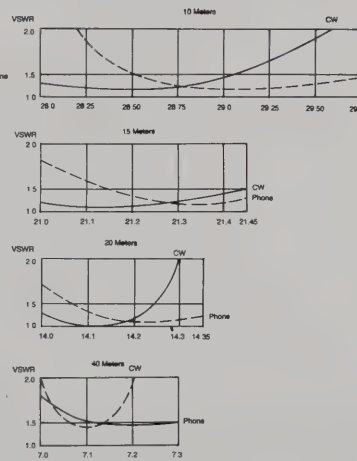 10 Meters
VSWR
CW
2.0
1.5
1 0
28 0 28 25 28 50 28 75 29 0 29 25 29 50
15 Meters
VSWR
2 0
1 5
CW
Phone
1 0
21 0 21.1 21.2 21.3 21.4 21.45
20 Meters
VSWR
CW
2 0
1 5
Phone
1 0
14.0 14.1 14.2 14.3 14 35
40 Meters
VSWR
CW
2.0
1.5
Phone
1.0
7.0 7.1 7.2 7 3